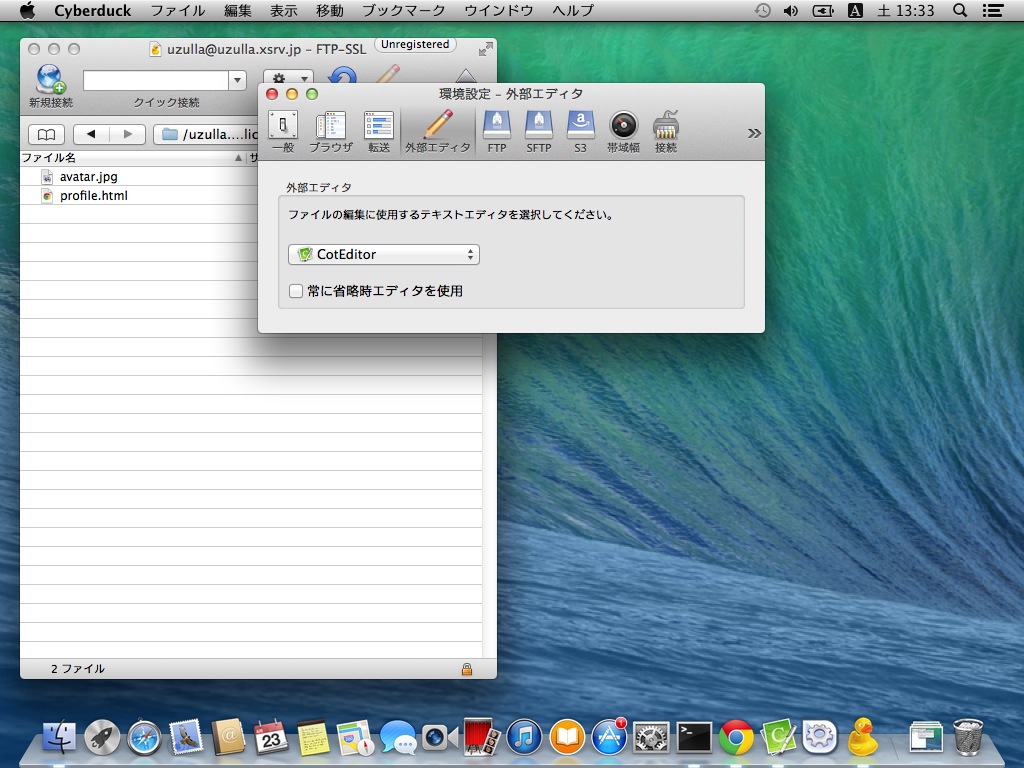 Cyberduck ファイル 編集 表示 移動 ブックマーク ウインドウ ヘルプ A 土 13:33
uzulla@uzulla.xsrv.jp – FTP-SSL Unregistered
新規接続 クイック接続
/uzulla....lic
ファイル名 サ
avatar.jpg
profile.html
2 ファイル
環境設定 – 外部エディタ
一般 ブラウザ 転送 外部エディタ FTP SFTP S3 帯域幅 接続
外部エディタ
ファイルの編集に使用するテキストエディタを選択してください。
CotEditor
常に省略時エディタを使用
23
1